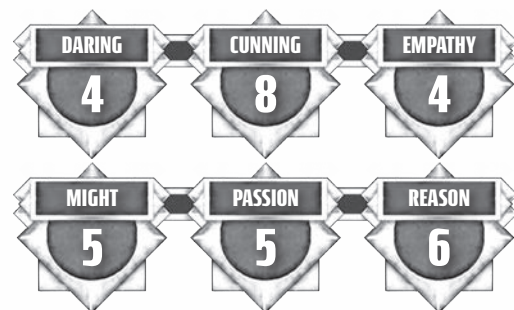 DARING CUNNING EMPATHY
4 8 4
MIGHT PASSION REASON
5 5 6